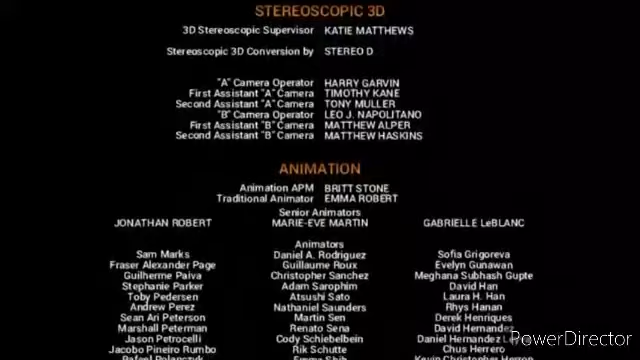 STEREOSCOPIC 3D
3D Stereoscopic Supervisor KATIE MATTHEWS
Stereoscopic 3D Conversion by STEREO D
"A" Camera Operator HARRY GARVIN
First Assistant "A" Camera TIMOTHY KANE
Second Assistant "A" Camera TONY MULLER
"B" Camera Operator LEO J. NAPOLITANO
First Assistant "B" Camera MATTHEW ALPER
Second Assistant "B" Camera MATTHEW HASKINS
ANIMATION
Animation APM BRITT STONE
Traditional Animator EMMA ROBERT
Senior Animators
JONATHAN ROBERT MARIE-EVE MARTIN GABRIELLE LeBLANC
Animators
Sam Marks Daniel A. Rodriguez Sofia Grigoreva
Fraser Alexander Page Guillaume Roux Evelyn Gunawan
Guilherme Paiva Christopher Sanchez Meghana Subhash Gupte
Stephanie Parker Adam Sarophim David Han
Toby Pedersen Atsushi Sato Laura H. Han
Andrew Perez Nathaniel Saunders Rhys Hanan
Sean Ari Peterson Martin Sen Derek Henriques
Marshall Peterman Renato Sena David Hernandez
Jason Petrocelli Cody Schiebelbein Daniel Hernandez
Jacobo Pineiro Rumbo Rik Schutte Chus Herrero
PowerDirector